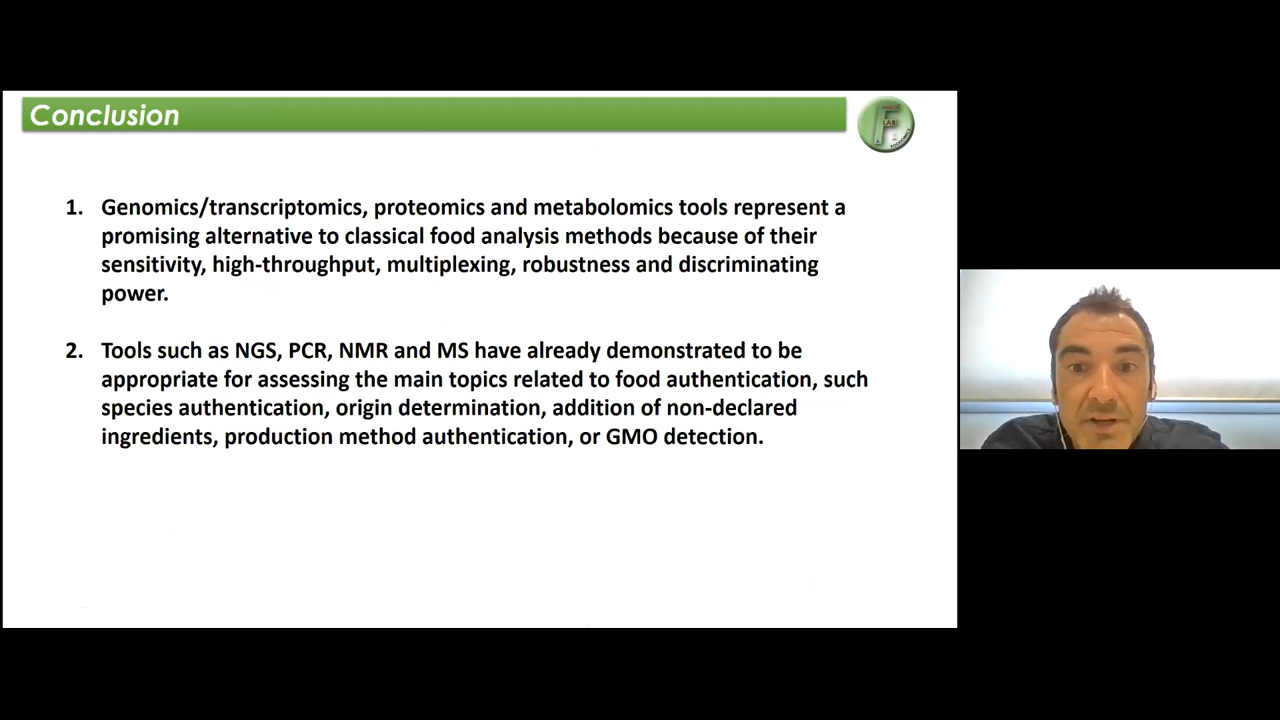 Conclusion
LAB
FOODOMICS
1. Genomics/transcriptomics, proteomics and metabolomics tools represent a
promising alternative to classical food analysis methods because of their
sensitivity, high-throughput, multiplexing, robustness and discriminating
power.
2. Tools such as NGS, PCR, NMR and MS have already demonstrated to be
appropriate for assessing the main topics related to food authentication, such
species authentication, origin determination, addition of non-declared
ingredients, production method authentication, or GMO detection.